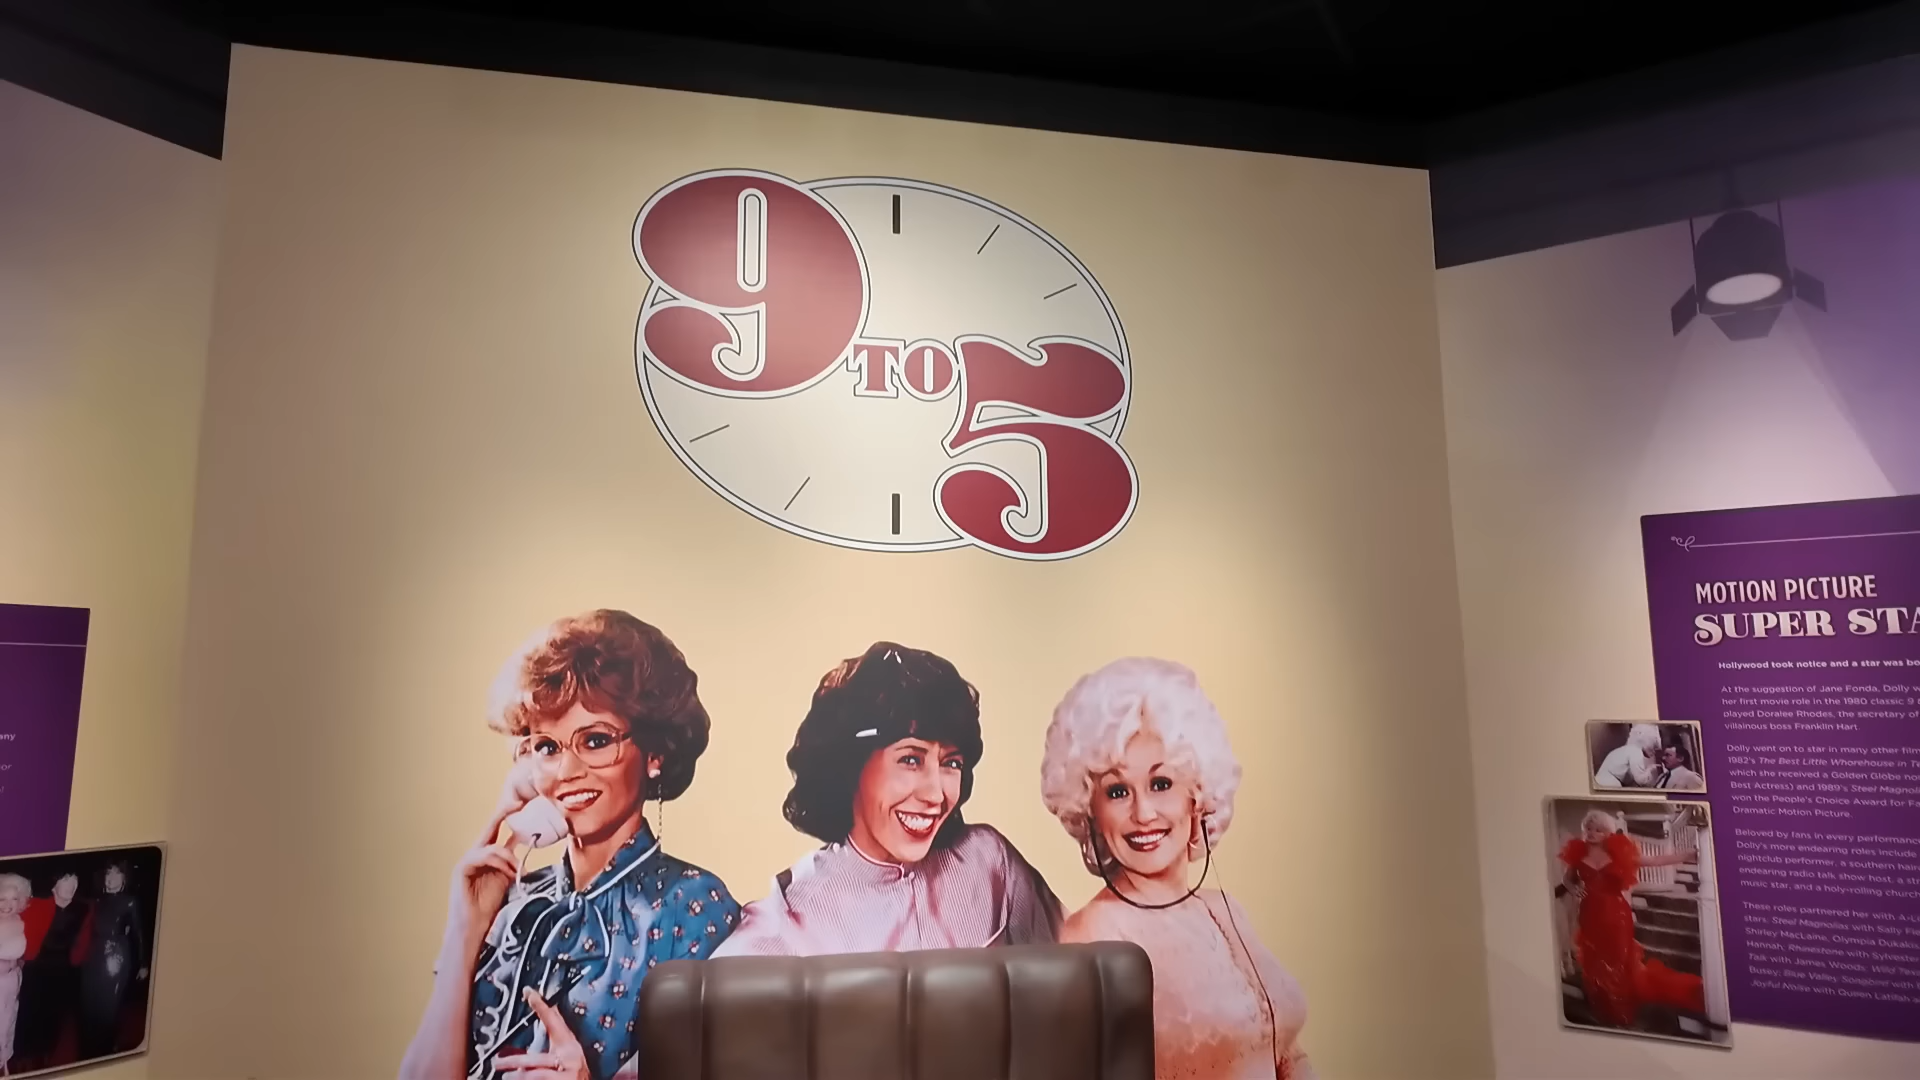 9 TO 5
any
or
MOTION PICTURE
SUPER STA
Hollywood took notice and a star was bo
At the suggestion of Jane Fonda, Dolly w
her first movie role in the 1980 classic 9
played Doralee Rhodes, the secretary of
villainous boss Franklin Hart.
Dolly went on to star in many other film
1982's The Best Little Whorehouse in Te
which she received a Golden Globe no
Best Actress) and 1989's Steel Magnoli
won the People's Choice Award for Fa
Dramatic Motion Picture.
Beloved by fans in every performance
Dolly's more endearing roles include
nightclub performer, a southern hair
endearing radio talk show host, a str
music star, and a holy-rolling church
These roles partnered her with A-Li
stars: Steel Magnolias with Sally Fie
Shirley MacLaine, Olympia Dukakis
Hannah; Rhinestone with Sylvester
Talk with James Woods; Wild Texa
Busey; Blue Valley Songbird with
Joyful Noise with Queen Latifah a